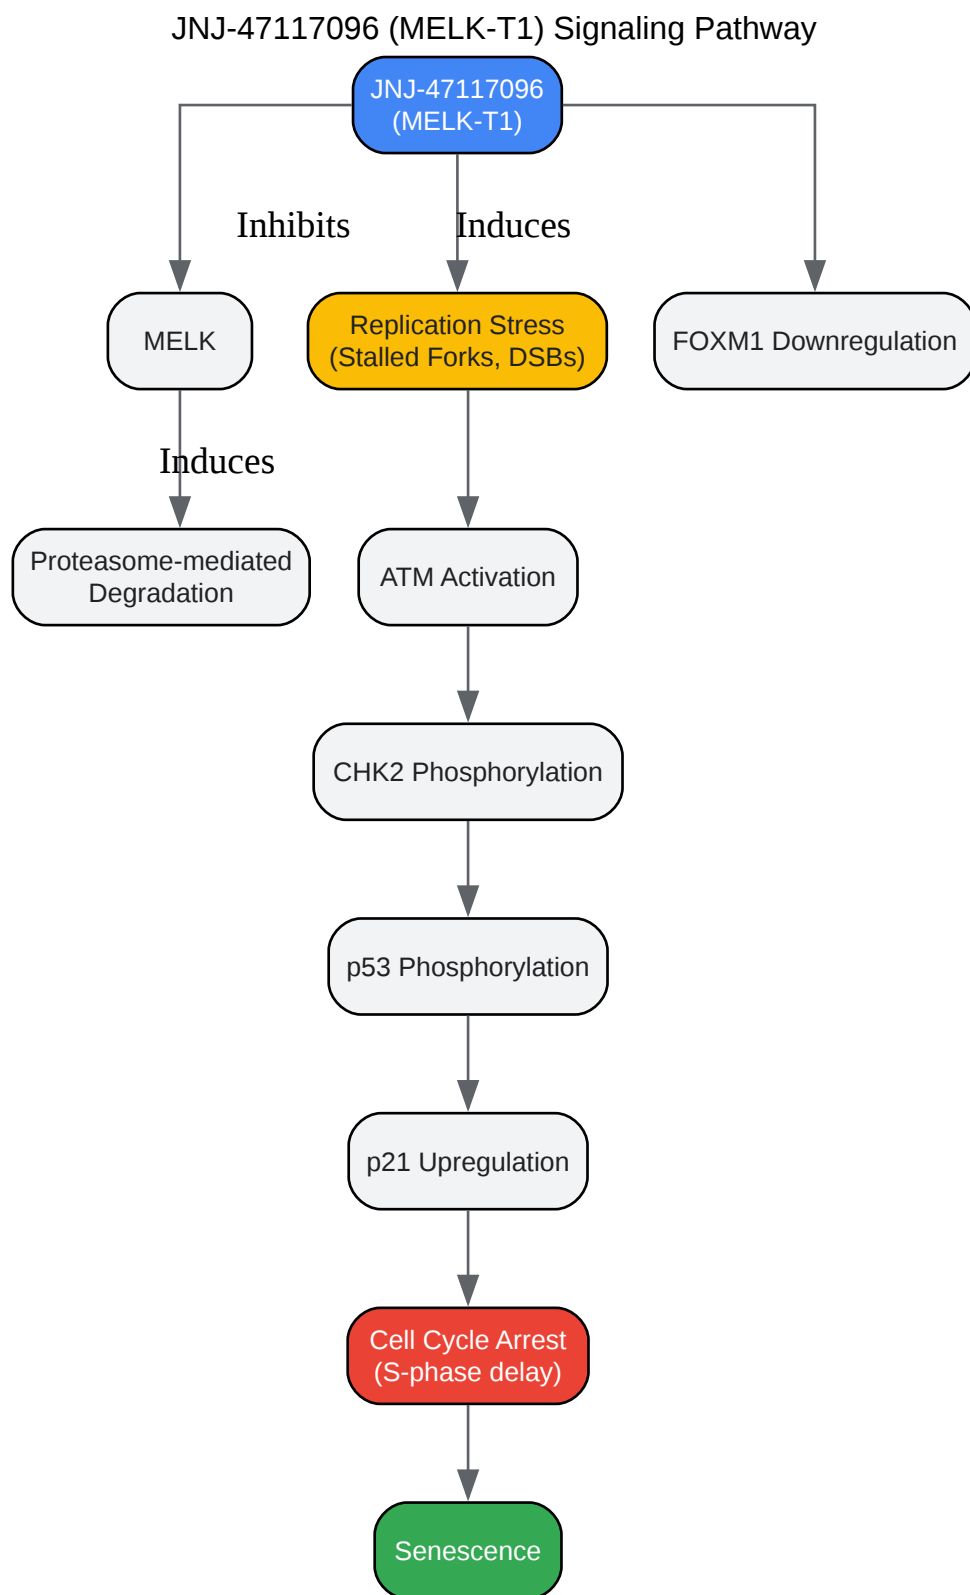 JNJ-47117096 (MELK-T1) Signaling Pathway
JNJ-47117096
(MELK-T1)
Inhibits
Induces
MELK
Replication Stress
(Stalled Forks, DSBs)
FOXM1 Downregulation
Induces
Proteasome-mediated
Degradation
ATM Activation
CHK2 Phosphorylation
p53 Phosphorylation
p21 Upregulation
Cell Cycle Arrest
(S-phase delay)
Senescence